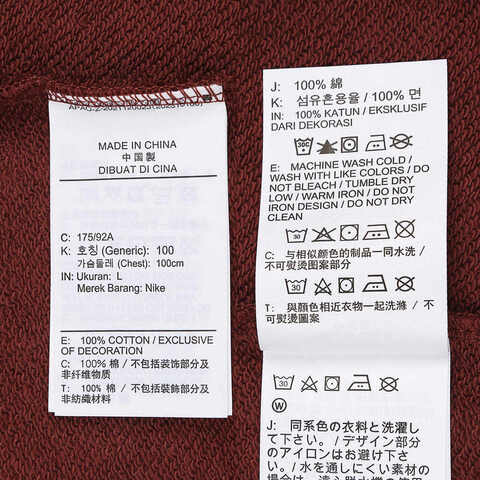 MADE IN CHINA
中國製
DIBUAT DI CINA
C: 175/92A
K: 호칭 (Generic): 100
가슴둘레 (Chest): 100cm
IN: Ukuran: L
Merek Barang: Nike
E: 100% COTTON / EXCLUSIVE
OF DECORATION
C: 100% 棉 / 不包括装饰部分及
非纤维物质
T: 100% 棉 / 不包括裝飾部分及
非紡織材料
J: 100% 綿
K: 섬유혼용율 / 100% 면
IN: 100% KATUN / EKSKLUSIF
DARI DEKORASI
E: MACHINE WASH COLD /
WASH WITH LIKE COLORS / DO
NOT BLEACH / TUMBLE DRY
LOW / WARM IRON / DO NOT
IRON DESIGN / DO NOT DRY
CLEAN
30
C: 与相似颜色的制品一同水洗
/ 不可熨烫图案部分
T: 與顏色相近衣物一起洗滌 / 不
可熨燙圖案部分
30
W
J: 同系色の衣料と洗濯し
て下さい。/ デザイン部分
のアイロンはお避け下さ
い。/ 水を通しにくい素材の